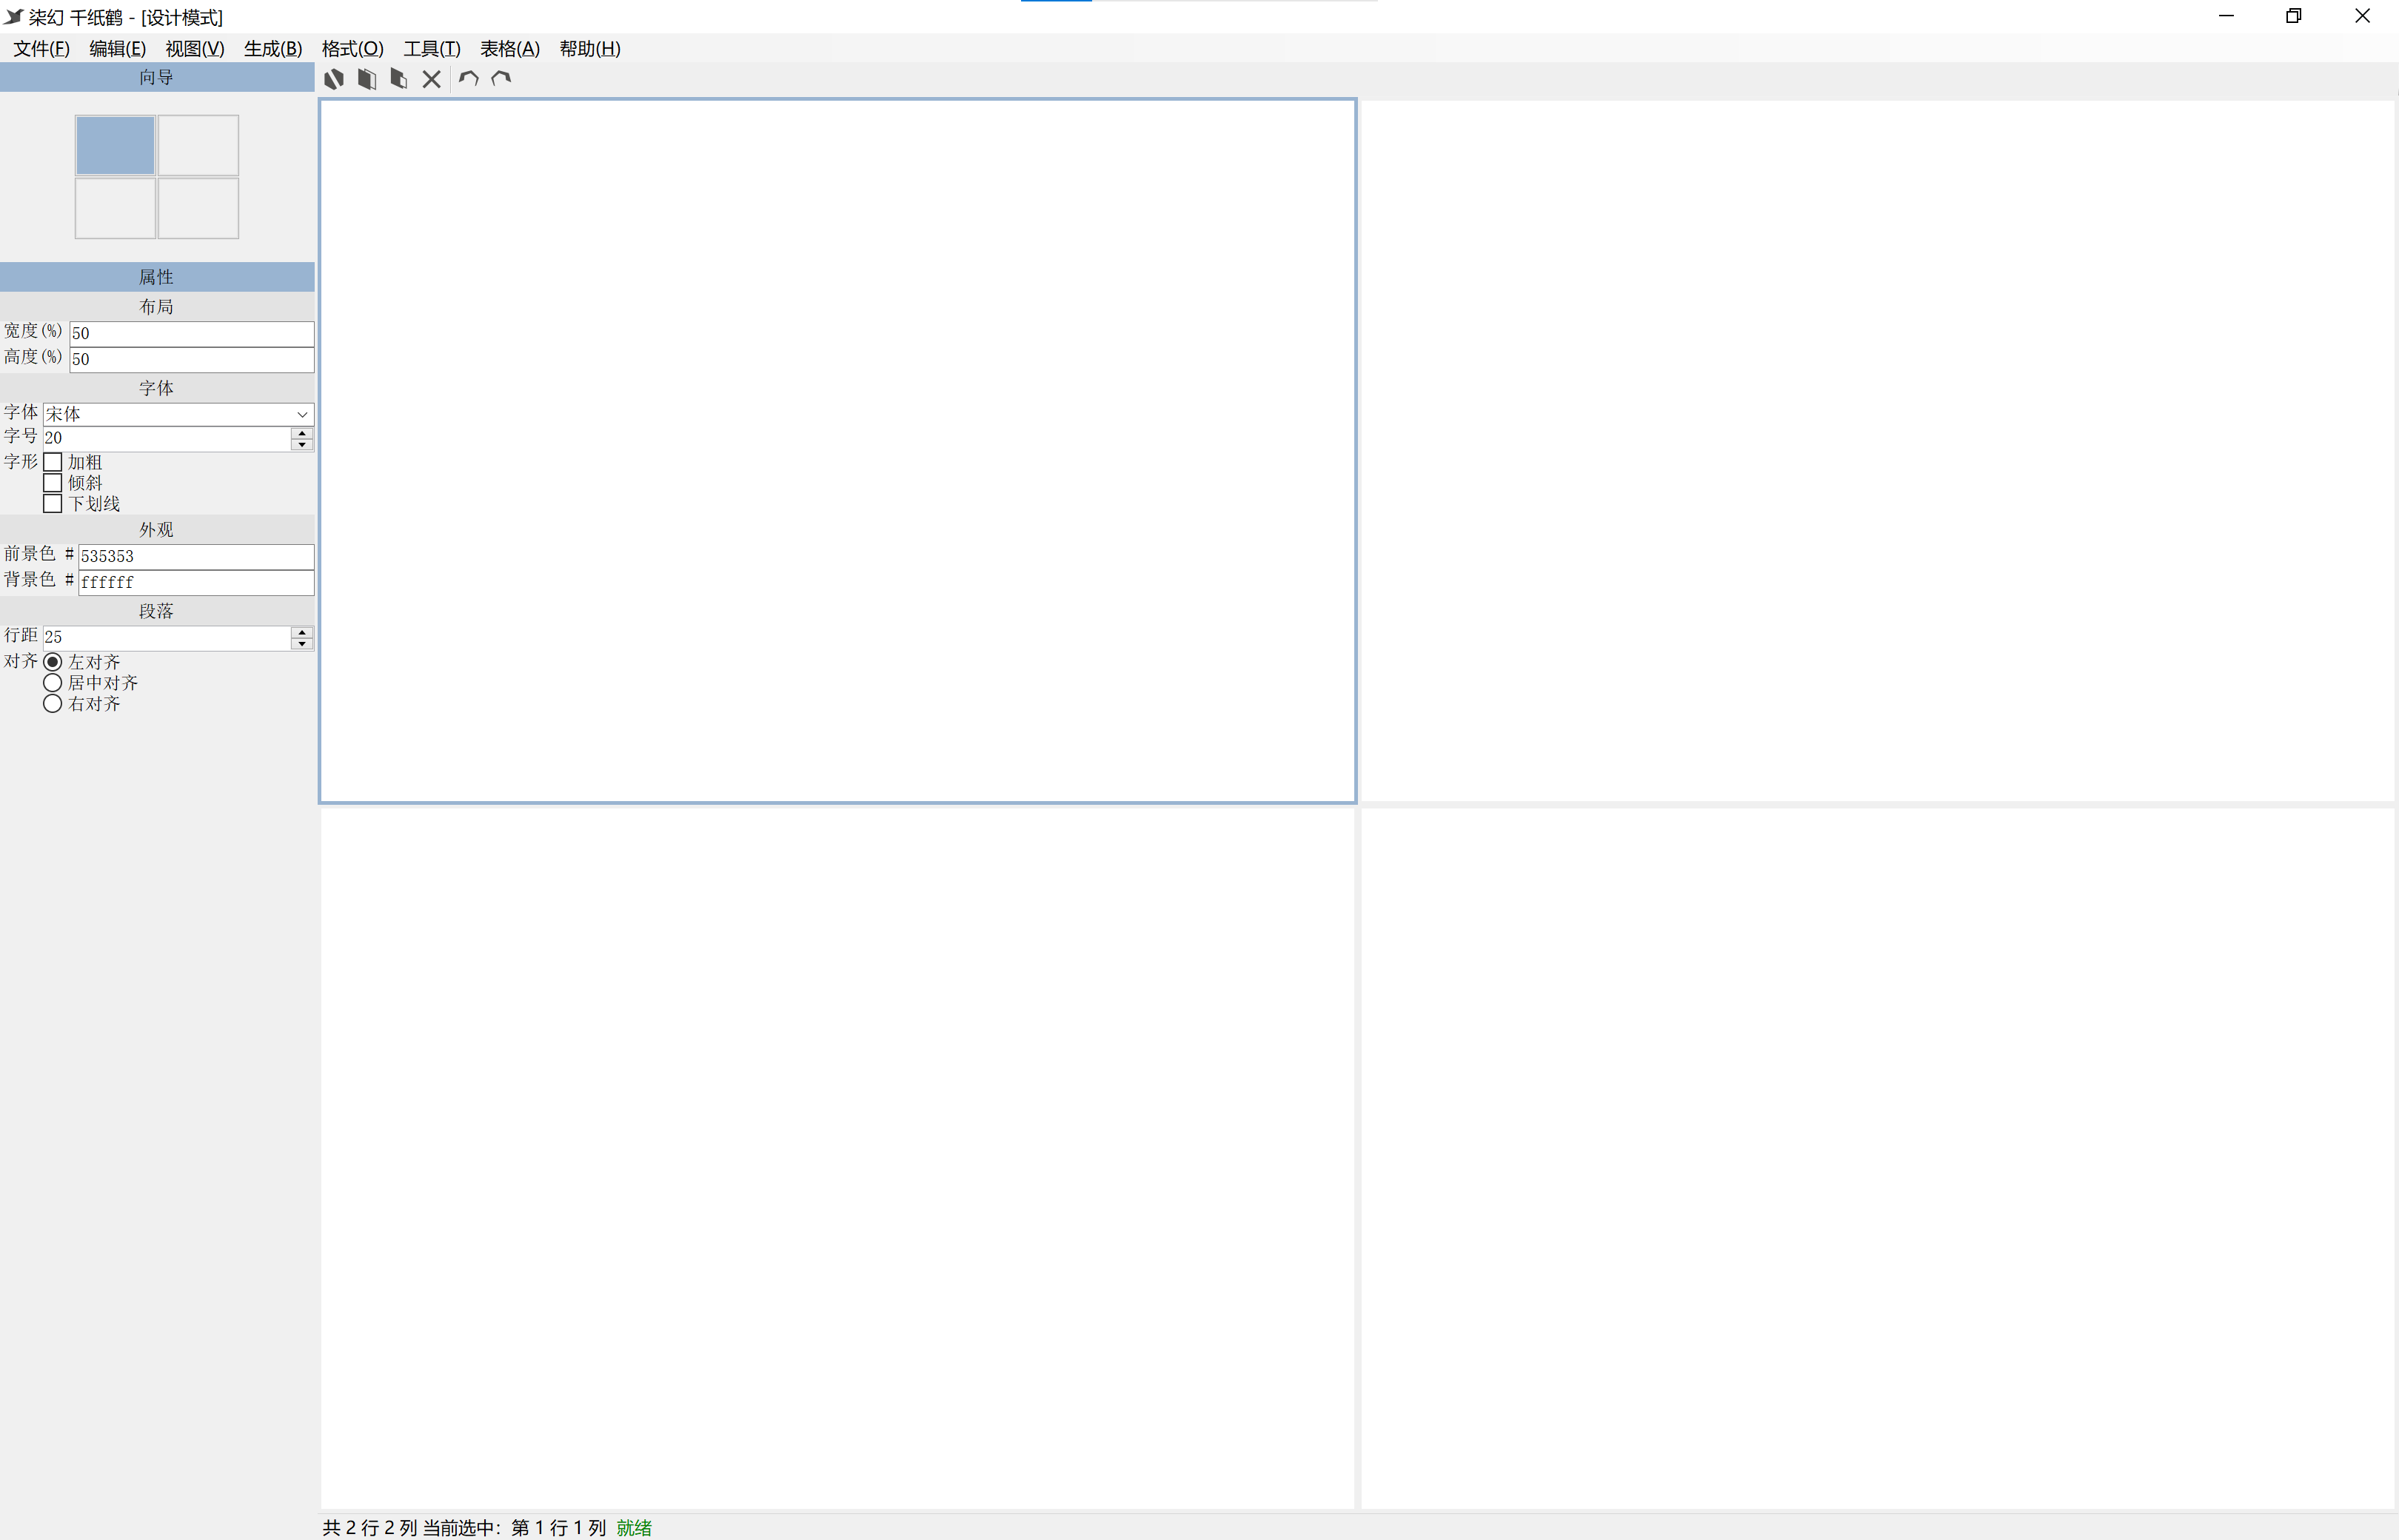 柒幻 千纸鹤 - [设计模式]
文件(F) 编辑(E) 视图(V) 生成(B) 格式(O) 工具(T) 表格(A) 帮助(H)
向导
属性
布局
宽度(%) 50
高度(%) 50
字体
字体 宋体
字号 20
字形 加粗
倾斜
下划线
外观
前景色 # 535353
背景色 # ffffff
段落
行距 25
对齐 左对齐
居中对齐
右对齐
共 2 行 2 列 当前选中：第 1 行 1 列 就绪